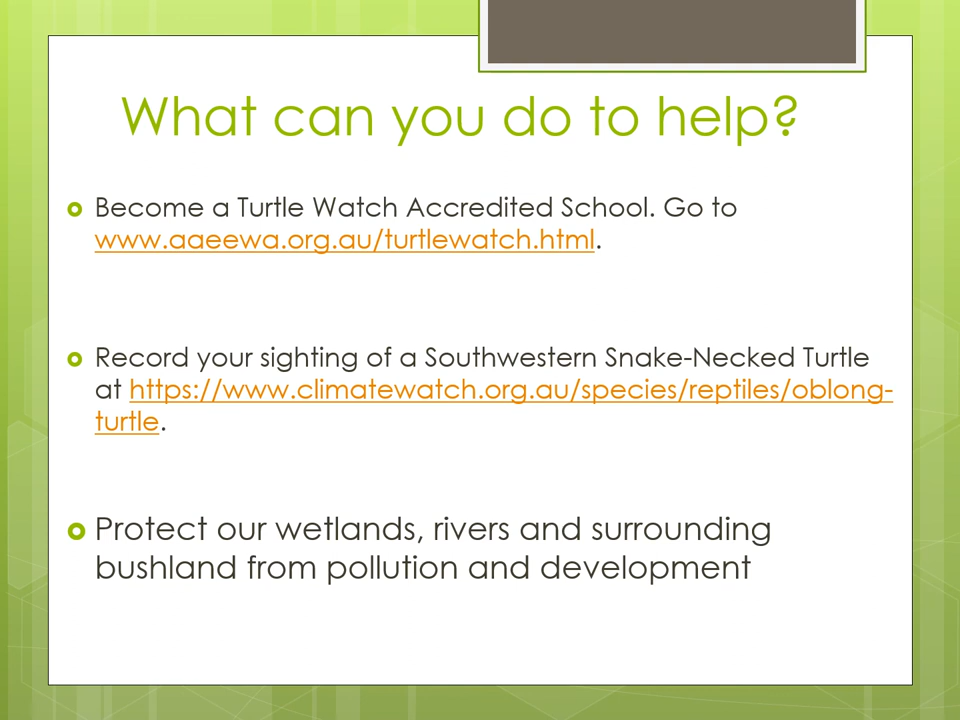 What can you do to help?
Become a Turtle Watch Accredited School. Go to
www.aaeewa.org.au/turtlewatch.html.
Record your sighting of a Southwestern Snake-Necked Turtle
at https://www.climatewatch.org.au/species/reptiles/oblong-
turtle.
Protect our wetlands, rivers and surrounding
bushland from pollution and development